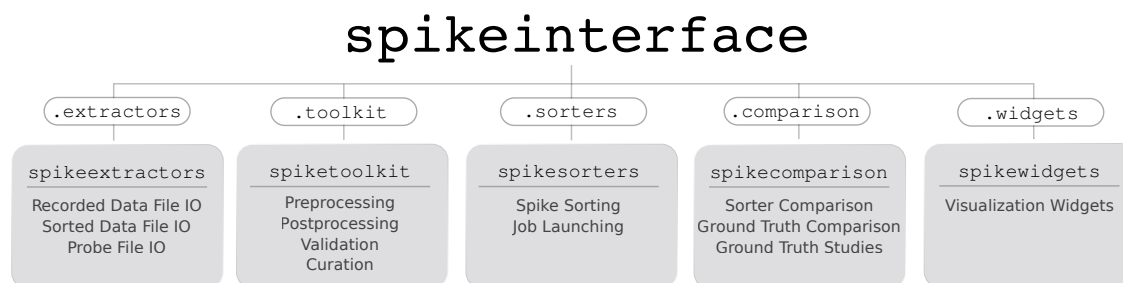 spikeinterface
.extractors
.toolkit
.sorters
.comparison
.widgets
spikeextractors
Recorded Data File IO
Sorted Data File IO
Probe File IO
spiketoolkit
Preprocessing
Postprocessing
Validation
Curation
spikesorters
Spike Sorting
Job Launching
spikecomparison
Sorter Comparison
Ground Truth Comparison
Ground Truth Studies
spikewidgets
Visualization Widgets